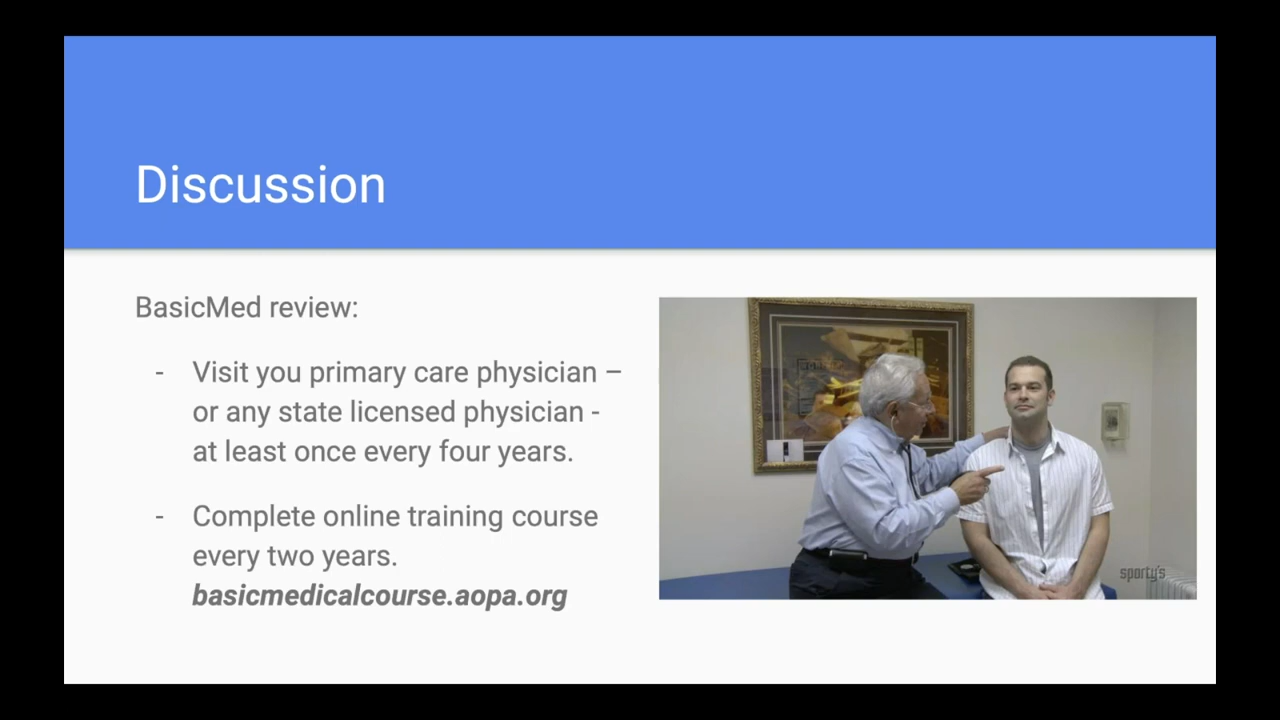 Discussion
BasicMed review:
- Visit you primary care physician –
or any state licensed physician -
at least once every four years.
- Complete online training course
every two years.
basicmedicalcourse.aopa.org
sporty's